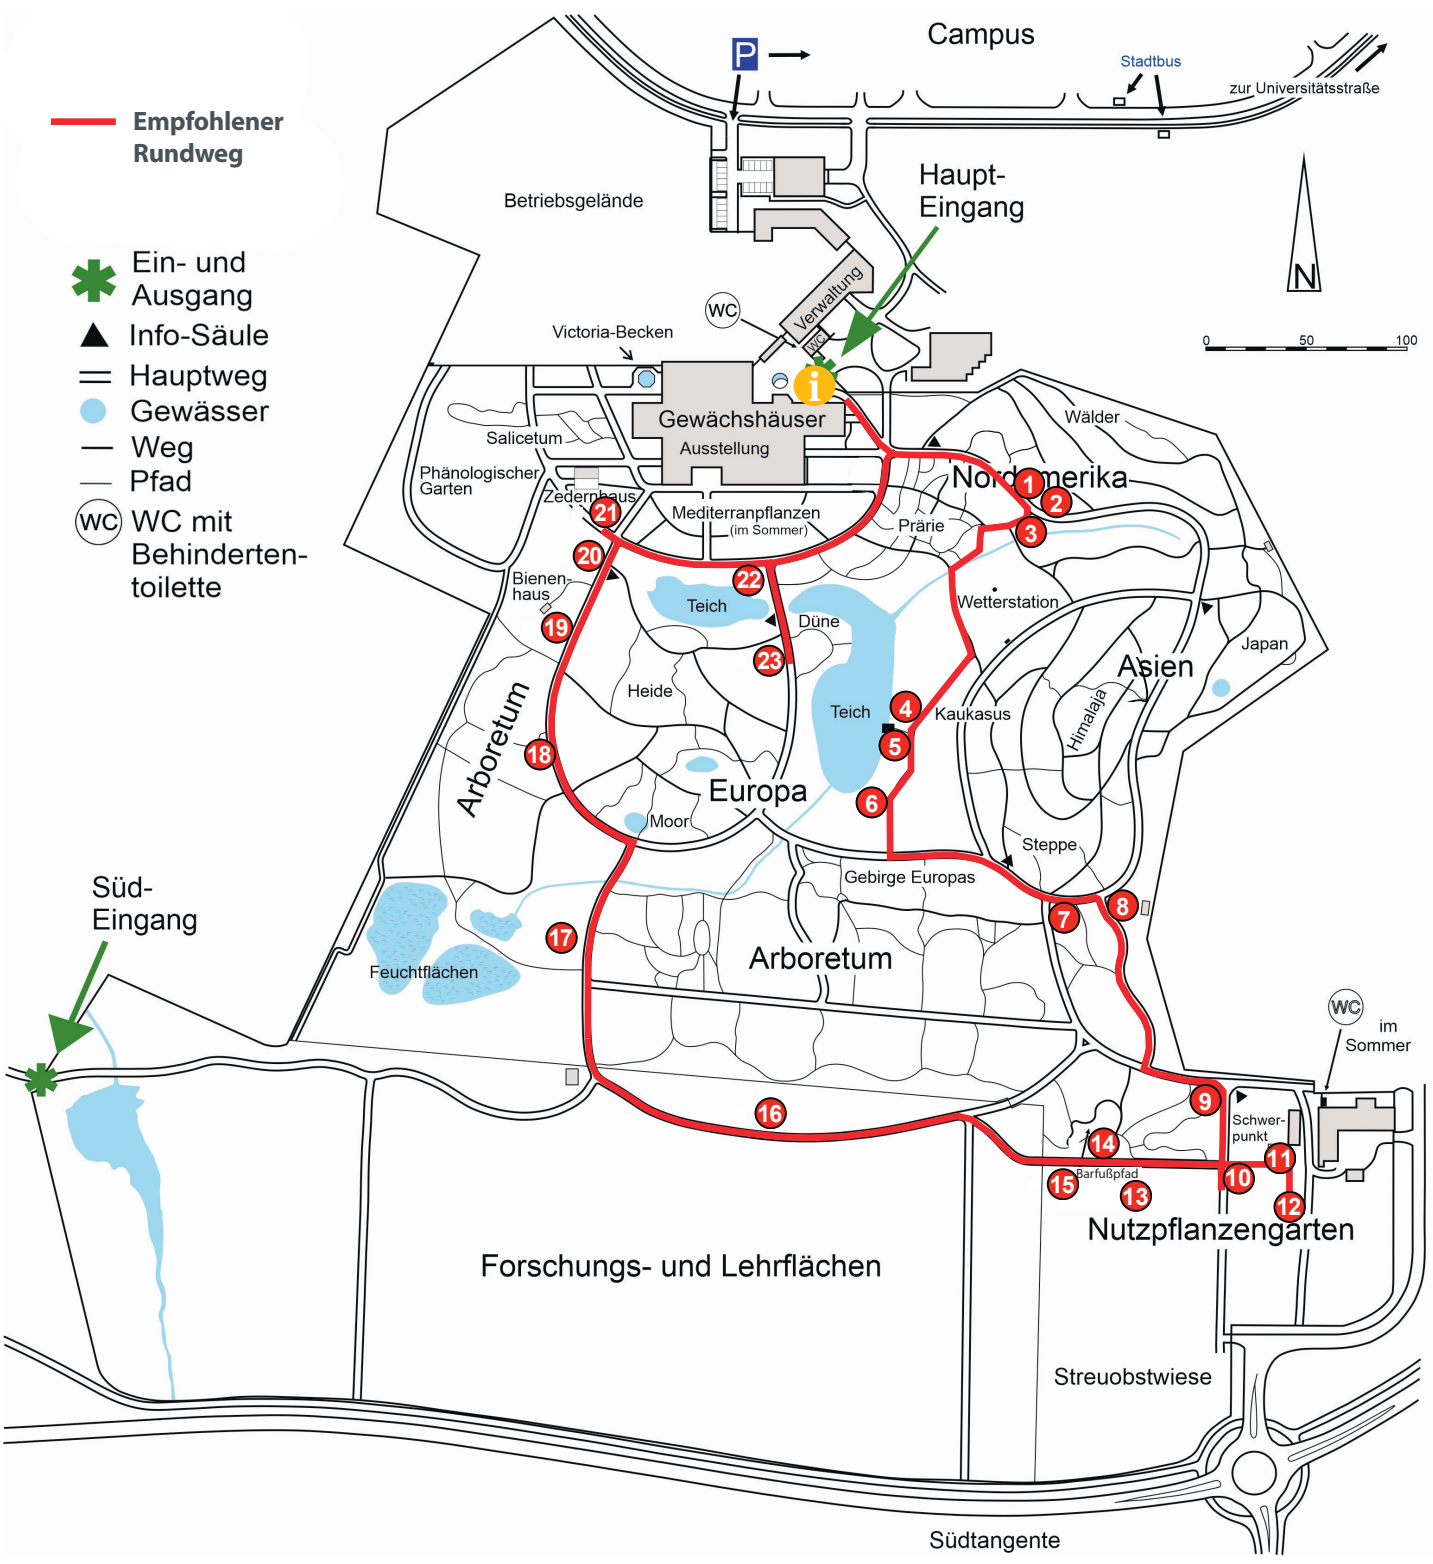 Campus
P
Stadtbus
zur Universitätsstraße
Empfohlener
Rundweg
Haupt-
Eingang
Betriebsgelände
N
Ein- und
Ausgang
Info-Säule
Hauptweg
Gewässer
Weg
Pfad
WC
WC mit
Behinderten-
toilette
Verwaltung
WC
WC
Victoria-Becken
0 50 100
i
Gewächshäuser
Ausstellung
Wälder
Salicetum
Phänologischer
Garten
Zedernhaus
Nordamerika
1
2
3
21
Mediterranpflanzen
(im Sommer)
Prärie
20
22
Bienen-
haus
Teich
Düne
Wetterstation
19
23
Japan
Asien
Heide
Arboretum
Teich
4
5
Kaukasus
Himalaja
18
Europa
6
Moor
Steppe
Gebirge Europas
7
8
Süd-
Eingang
17
Feuchtflächen
Arboretum
WC
im
Sommer
16
9
Schwer-
punkt
14
11
15
Barfußpfad
13
10
12
Nutzpflanzengarten
Forschungs- und Lehrflächen
Streuobstwiese
Südtangente